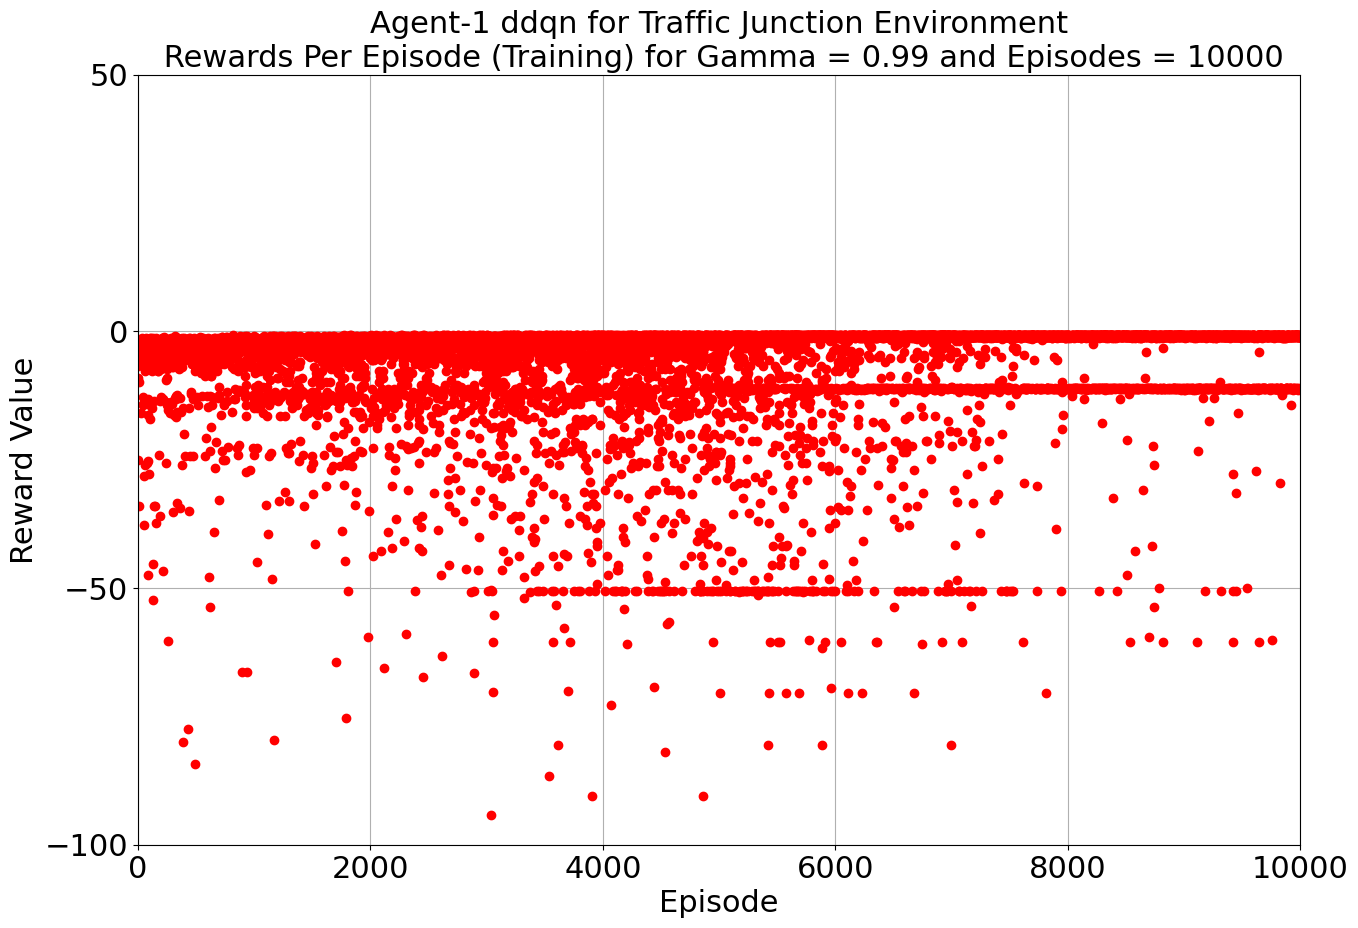 Agent-1 ddqn for Traffic Junction Environment
Rewards Per Episode (Training) for Gamma = 0.99 and Episodes = 10000
50
0
−50
−100
Reward Value
0
2000
4000
6000
8000
10000
Episode